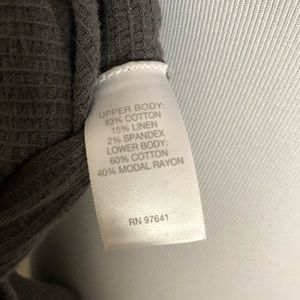 UPPER BODY:
83% COTTON
15% LINEN
2% SPANDEX
LOWER BODY:
60% COTTON
40% MODAL RAYON
RN 97641